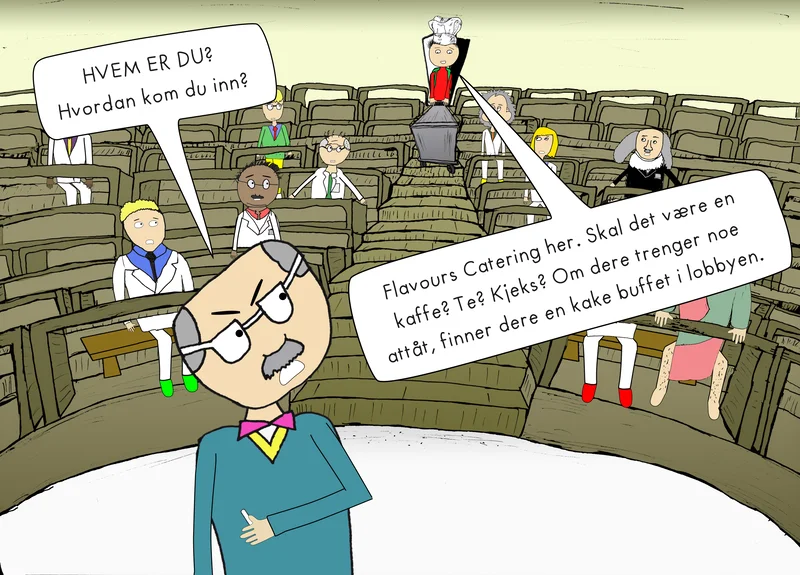 HVEM ER DU?
Hvordan kom du inn?
Flavours Catering her. Skal det være en
kaffe? Te? Kjeks? Om dere trenger noe
attåt, finner dere en kake buffet i lobbyen.